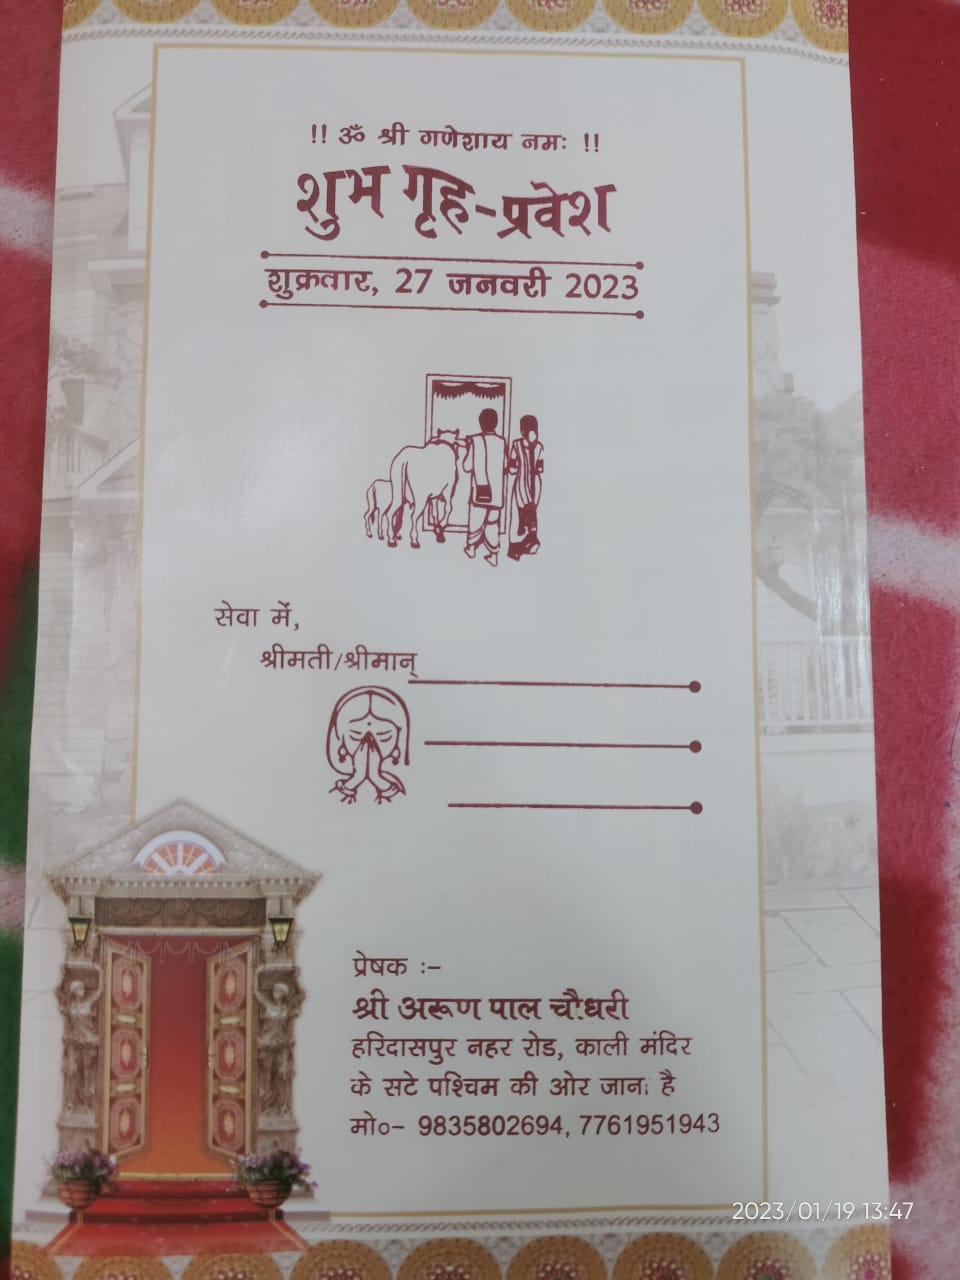 !! ॐ श्री गणेशाय नमः !!
शुभ गृह-प्रवेश
शुक्रवार, 27 जनवरी 2023
सेवा में,
श्रीमती/श्रीमान्
प्रेषक :–
श्री अरूण पाल चौधरी
हरिदासपुर नहर रोड, काली मंदिर
के सटे पश्चिम की ओर जाना है
मो०– 9835802694, 7761951943
2023/01/19 13:47